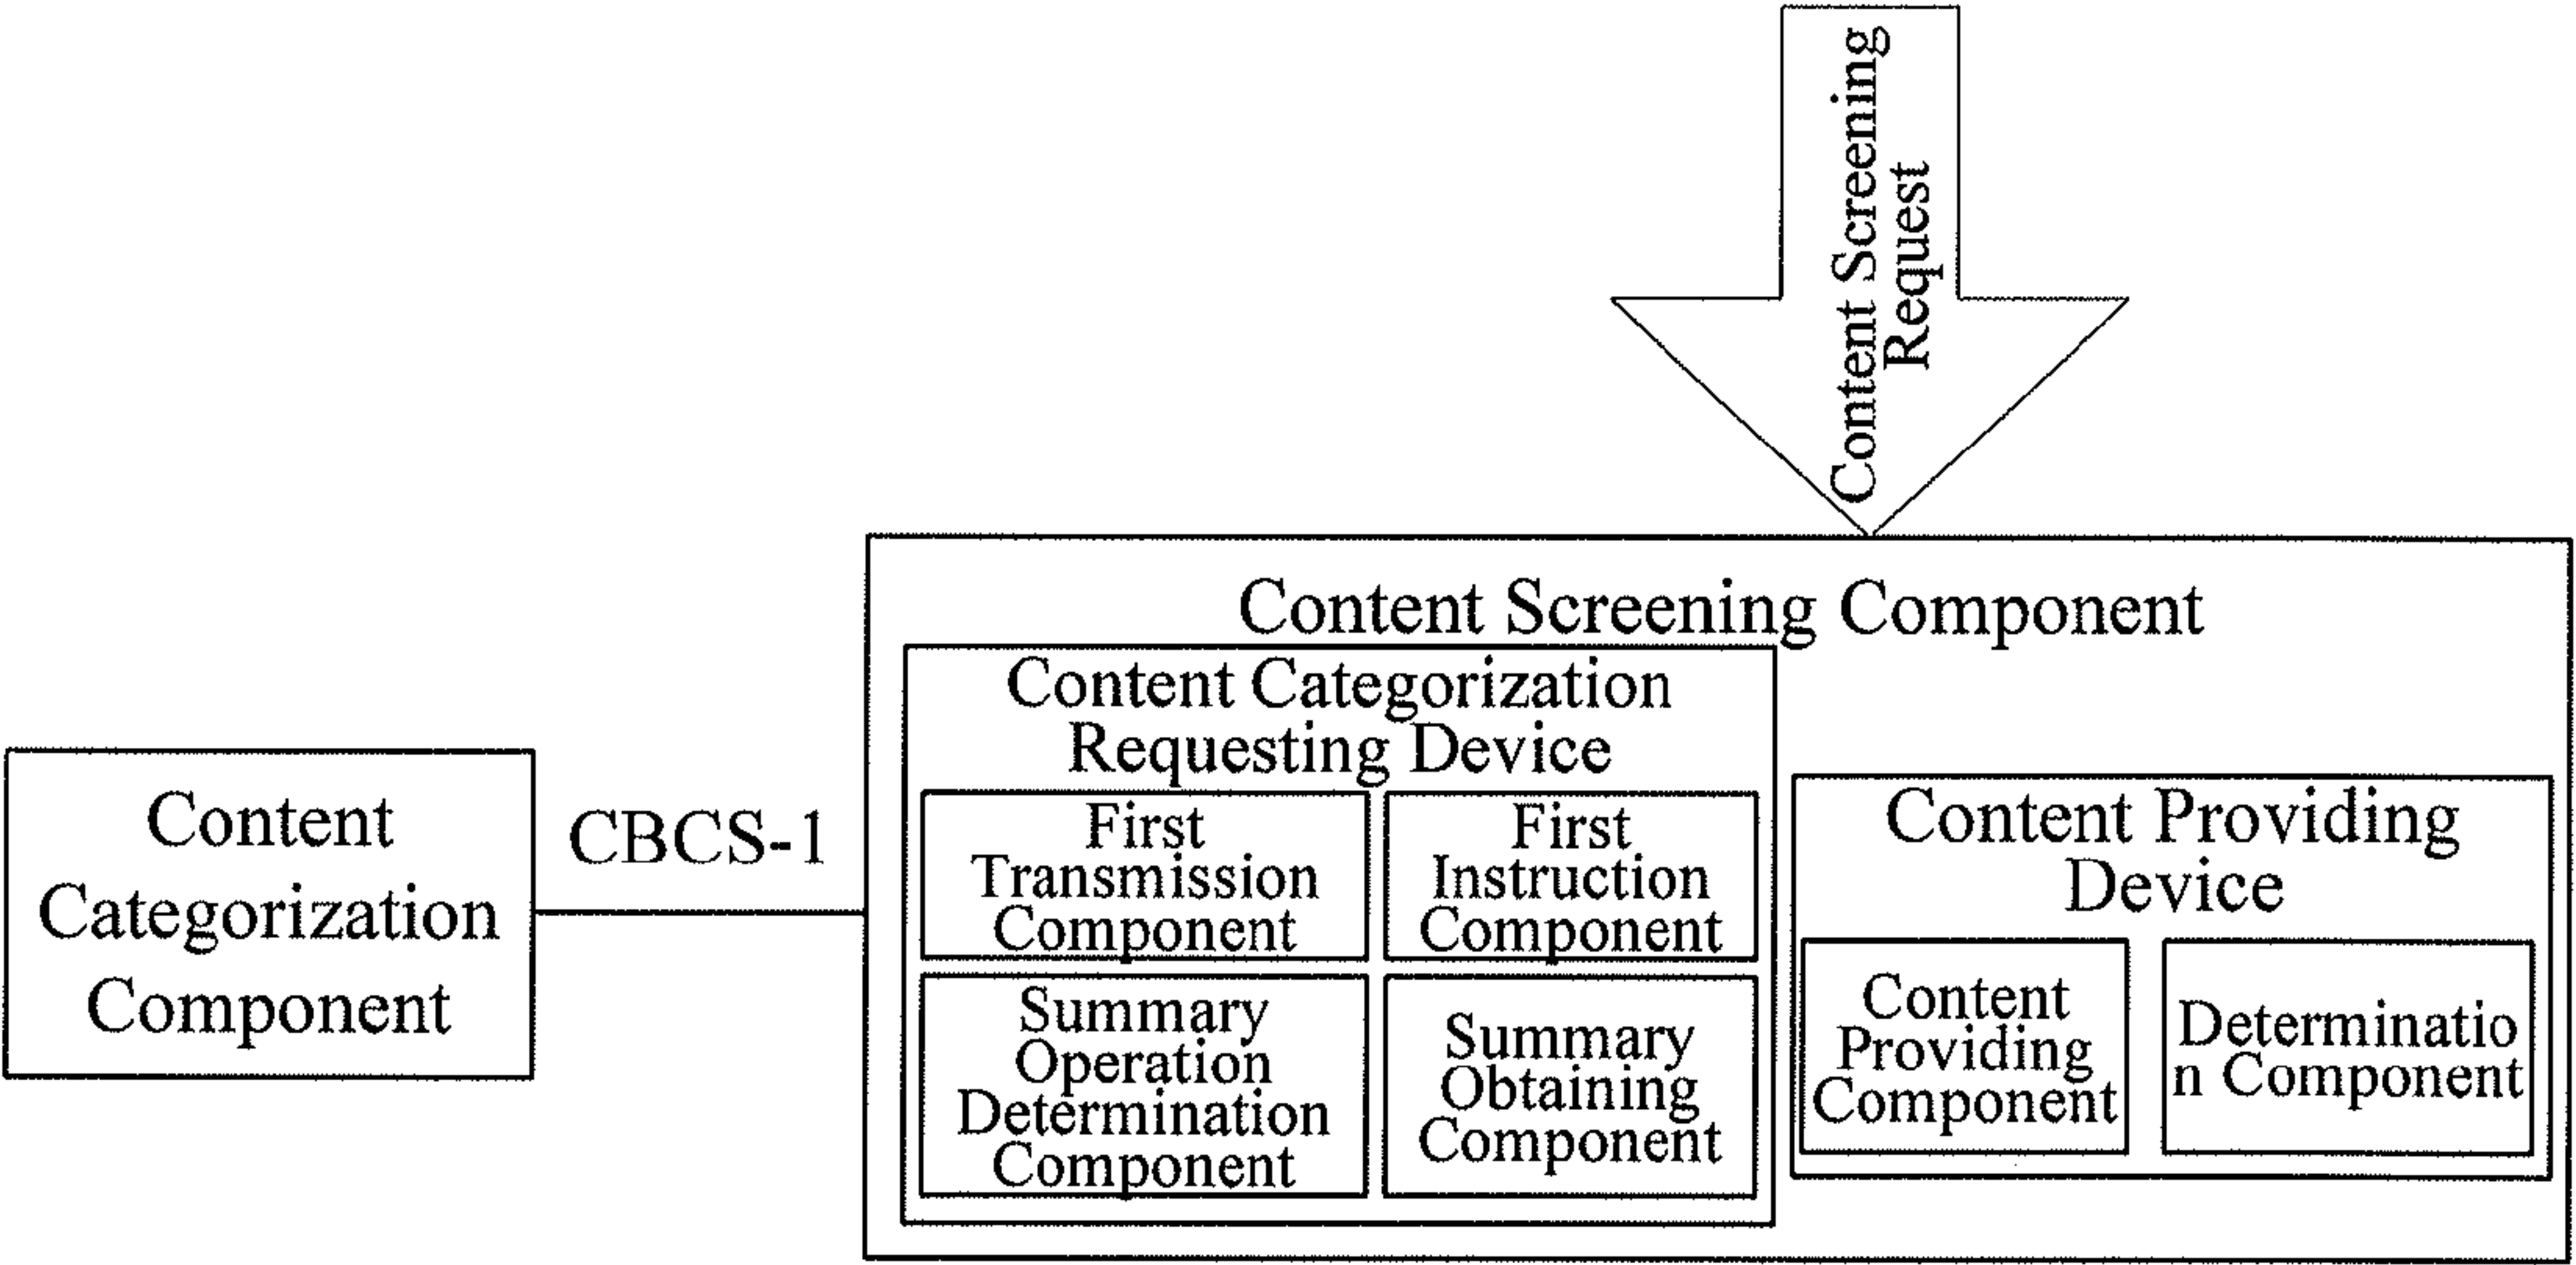 Content Screening
Request
Content Screening Component
Content Categorization
Requesting Device
First
Transmission
Component
First
Instruction
Component
Summary
Operation
Determination
Component
Summary
Obtaining
Component
Content Providing
Device
Content
Providing
Component
Determinatio
n Component
Content
Categorization
Component
CBCS-1